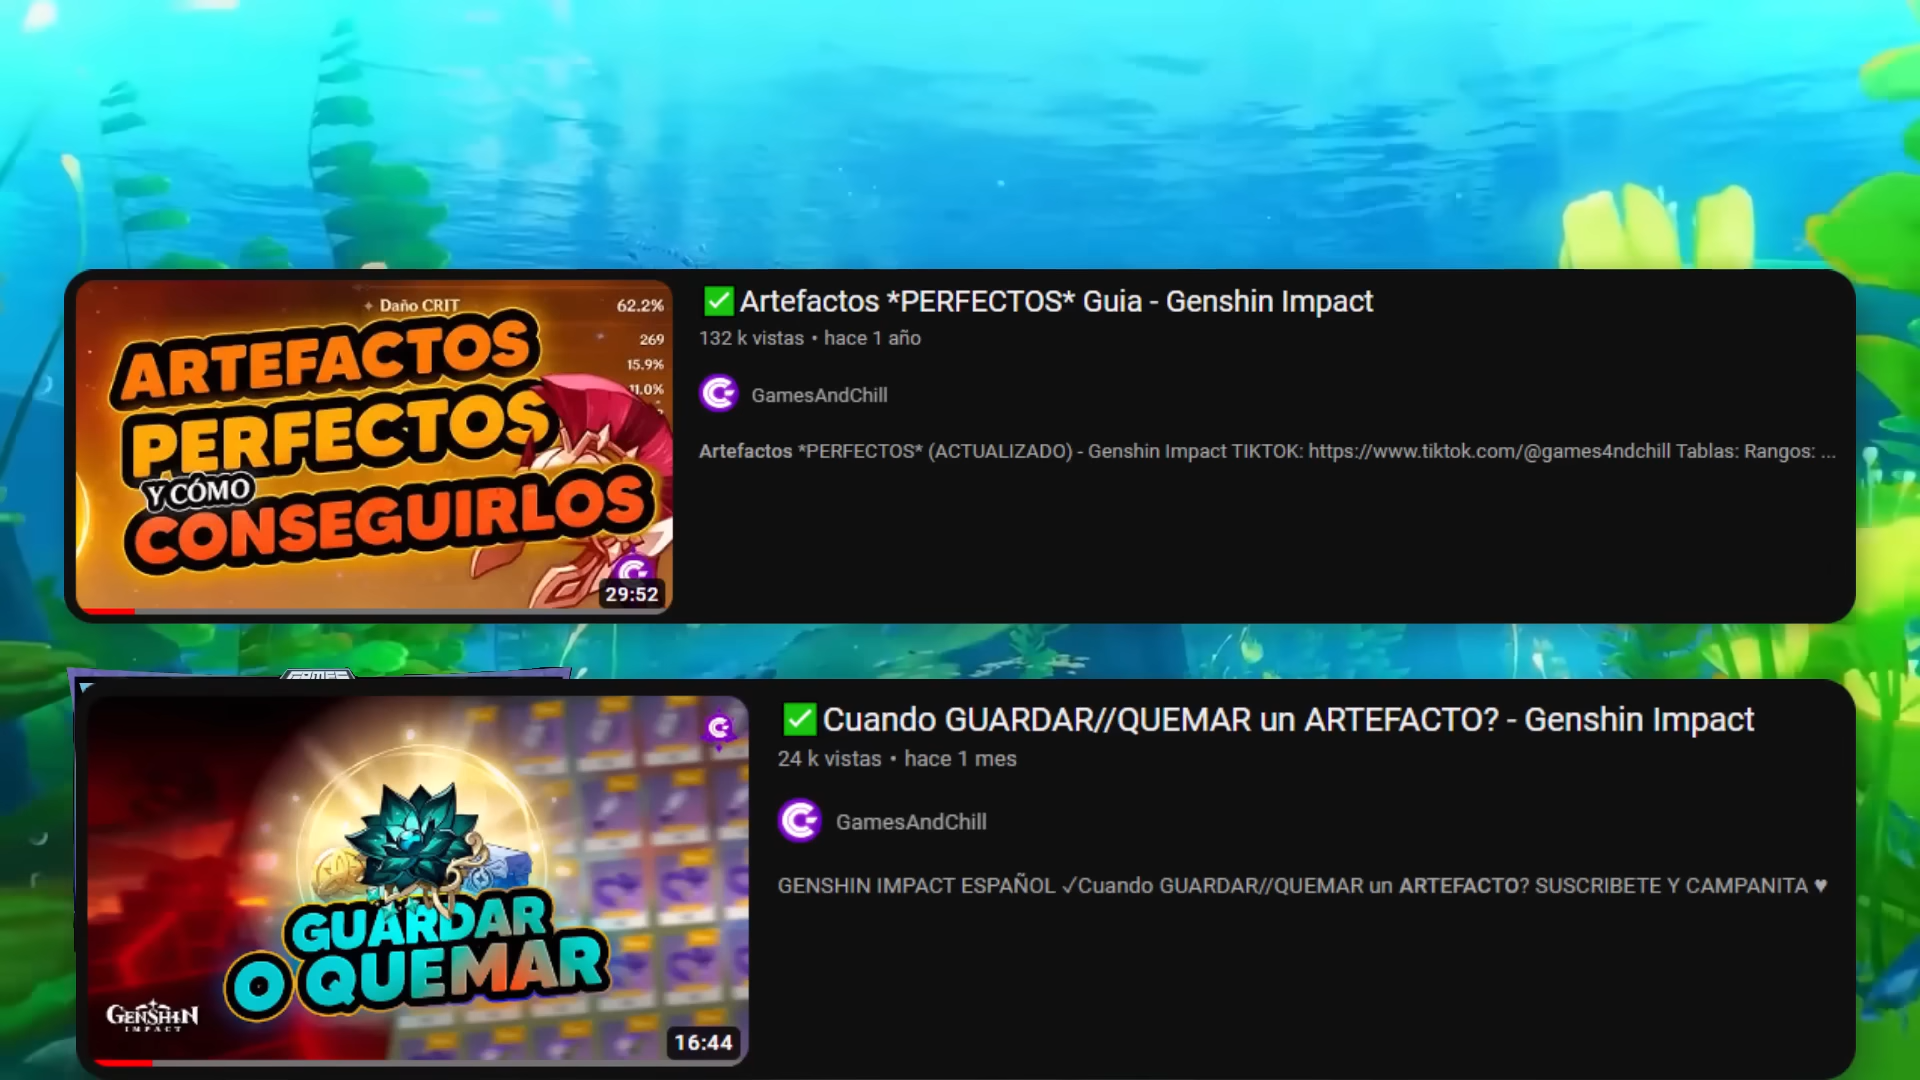 Daño CRIT 62.2%
269
15.9%
11.0%
ARTEFACTOS
PERFECTOS
Y CÓMO
CONSEGUIRLOS
29:52
✅Artefactos *PERFECTOS* Guia - Genshin Impact
132 k vistas • hace 1 año
GamesAndChill
Artefactos *PERFECTOS* (ACTUALIZADO) - Genshin Impact TIKTOK: https://www.tiktok.com/@games4ndchill Tablas: Rangos: ...
GAMES
GUARDAR
O QUEMAR
GENSHIN
IMPACT
16:44
✅Cuando GUARDAR//QUEMAR un ARTEFACTO? - Genshin Impact
24 k vistas • hace 1 mes
GamesAndChill
GENSHIN IMPACT ESPAÑOL ✓Cuando GUARDAR//QUEMAR un ARTEFACTO? SUSCRIBETE Y CAMPANITA ♥